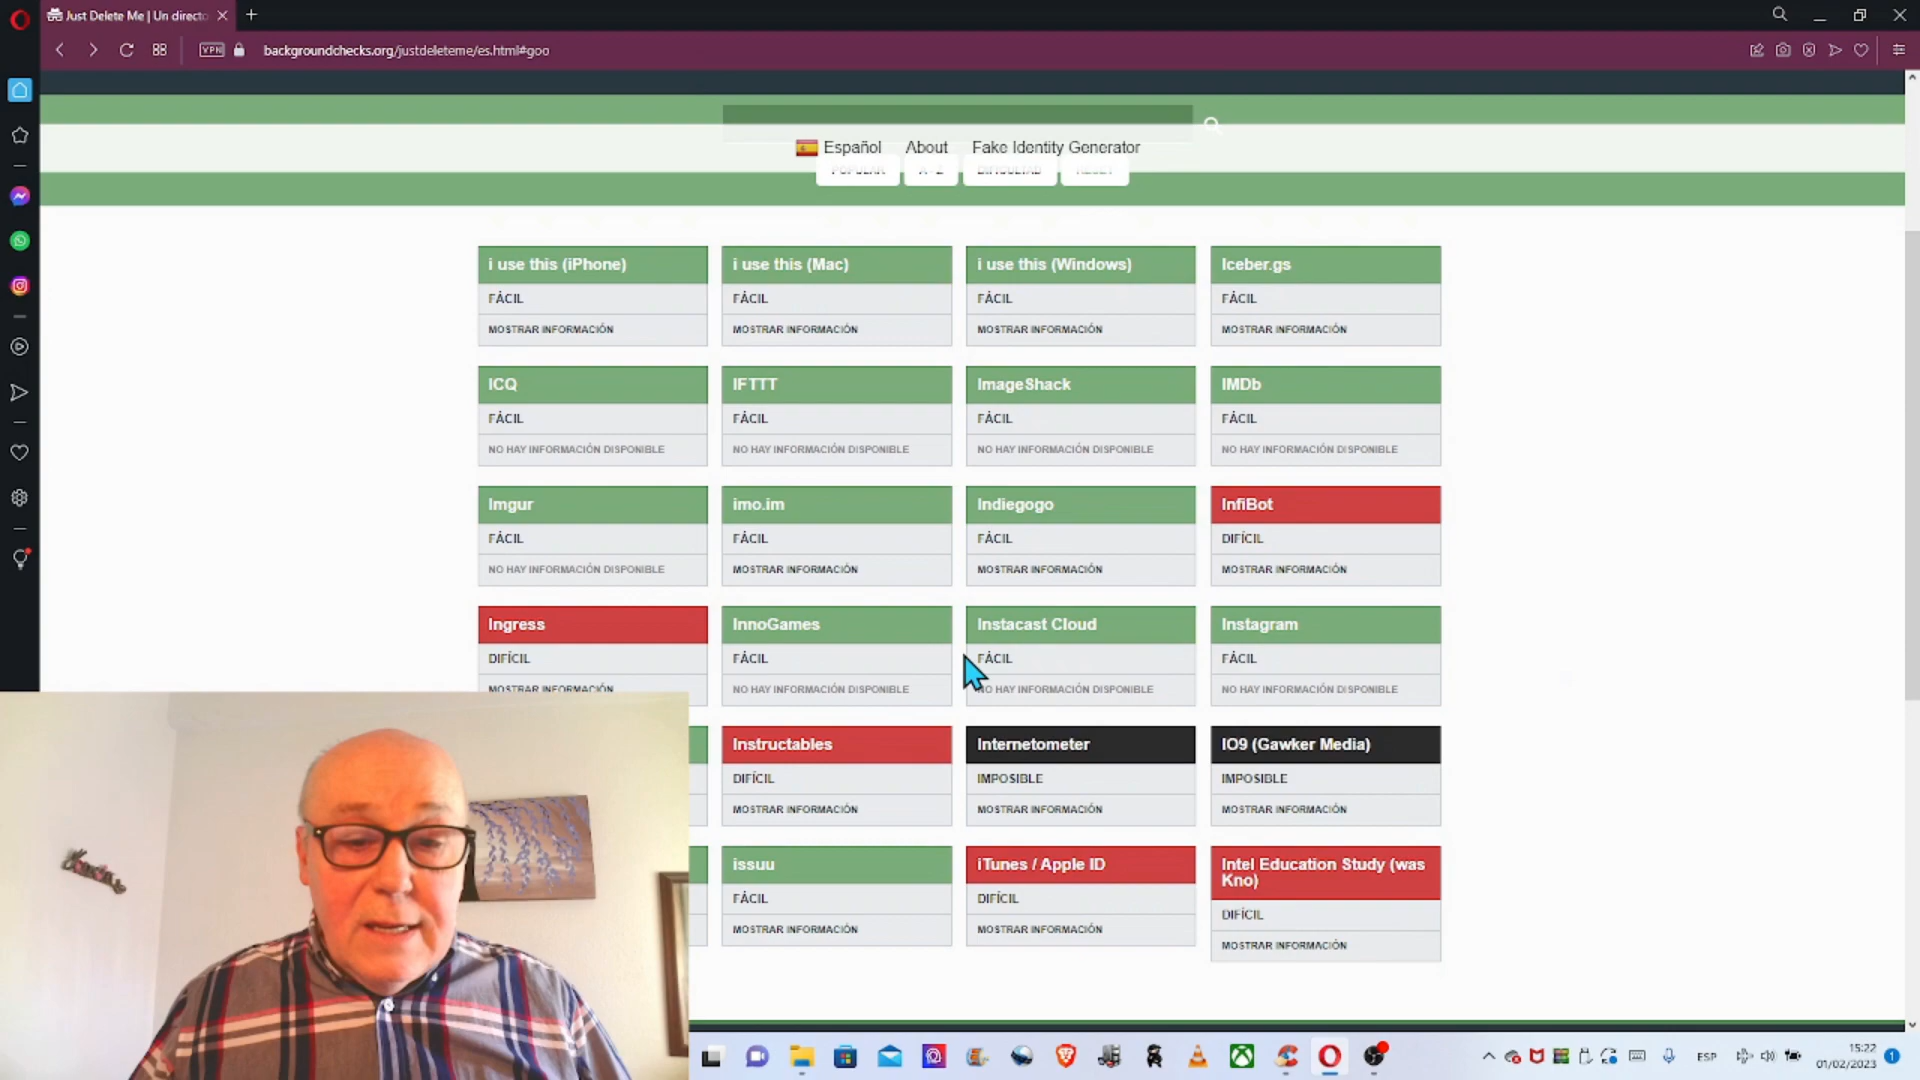 Just Delete Me | Un directo
VPN
backgroundchecks.org/justdeleteme/es.html#goo
Español About Fake Identity Generator
POPULAR A - Z DIFICULTAD RESET
i use this (iPhone)
FÁCIL
MOSTRAR INFORMACIÓN
i use this (Mac)
FÁCIL
MOSTRAR INFORMACIÓN
i use this (Windows)
FÁCIL
MOSTRAR INFORMACIÓN
Iceber.gs
FÁCIL
MOSTRAR INFORMACIÓN
ICQ
FÁCIL
NO HAY INFORMACIÓN DISPONIBLE
IFTTT
FÁCIL
NO HAY INFORMACIÓN DISPONIBLE
ImageShack
FÁCIL
NO HAY INFORMACIÓN DISPONIBLE
IMDb
FÁCIL
NO HAY INFORMACIÓN DISPONIBLE
Imgur
FÁCIL
NO HAY INFORMACIÓN DISPONIBLE
imo.im
FÁCIL
MOSTRAR INFORMACIÓN
Indiegogo
FÁCIL
MOSTRAR INFORMACIÓN
InfiBot
DIFÍCIL
MOSTRAR INFORMACIÓN
Ingress
DIFÍCIL
MOSTRAR INFORMACIÓN
InnoGames
FÁCIL
NO HAY INFORMACIÓN DISPONIBLE
Instacast Cloud
FÁCIL
NO HAY INFORMACIÓN DISPONIBLE
Instagram
FÁCIL
NO HAY INFORMACIÓN DISPONIBLE
Instructables
DIFÍCIL
MOSTRAR INFORMACIÓN
Internetometer
IMPOSIBLE
MOSTRAR INFORMACIÓN
IO9 (Gawker Media)
IMPOSIBLE
MOSTRAR INFORMACIÓN
issuu
FÁCIL
MOSTRAR INFORMACIÓN
iTunes / Apple ID
DIFÍCIL
MOSTRAR INFORMACIÓN
Intel Education Study (was
Kno)
DIFÍCIL
MOSTRAR INFORMACIÓN
ESP
15:22
01/02/2023
1